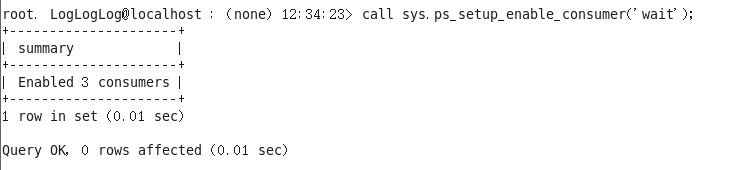 root. LogLogLog@localhost : (none) 12:34:23> call sys.ps_setup_enable_consumer('wait');
+---------------------+
| summary             |
+---------------------+
| Enabled 3 consumers |
+---------------------+
1 row in set (0.01 sec)
Query OK, 0 rows affected (0.01 sec)